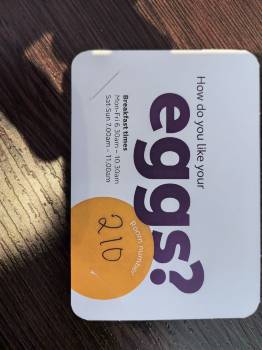 How do you like your
eggs?
Breakfast times
Mon-Fri 6.30am - 10.30am
Sat-Sun 7.00am - 11.00am
Room number
210